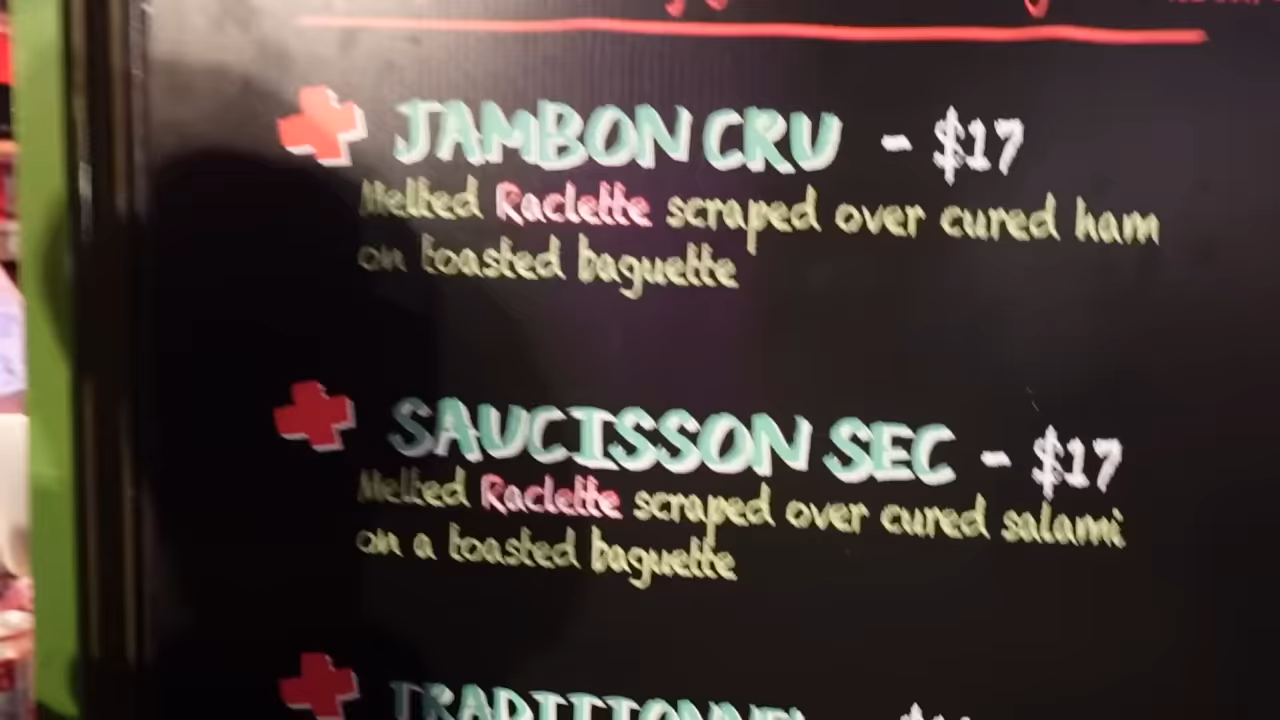 JAMBON CRU - $17
Melted Raclette scraped over cured ham
on toasted baguette
SAUCISSON SEC - $17
Melted Raclette scraped over cured salami
on a toasted baguette
TRADITIONNEL